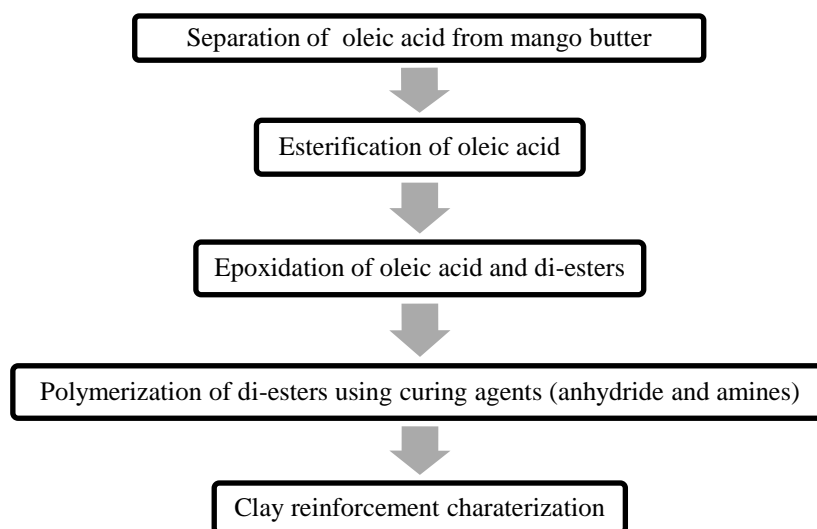 Separation of oleic acid from mango butter
Esterification of oleic acid
Epoxidation of oleic acid and di-esters
Polymerization of di-esters using curing agents (anhydride and amines)
Clay reinforcement charaterization